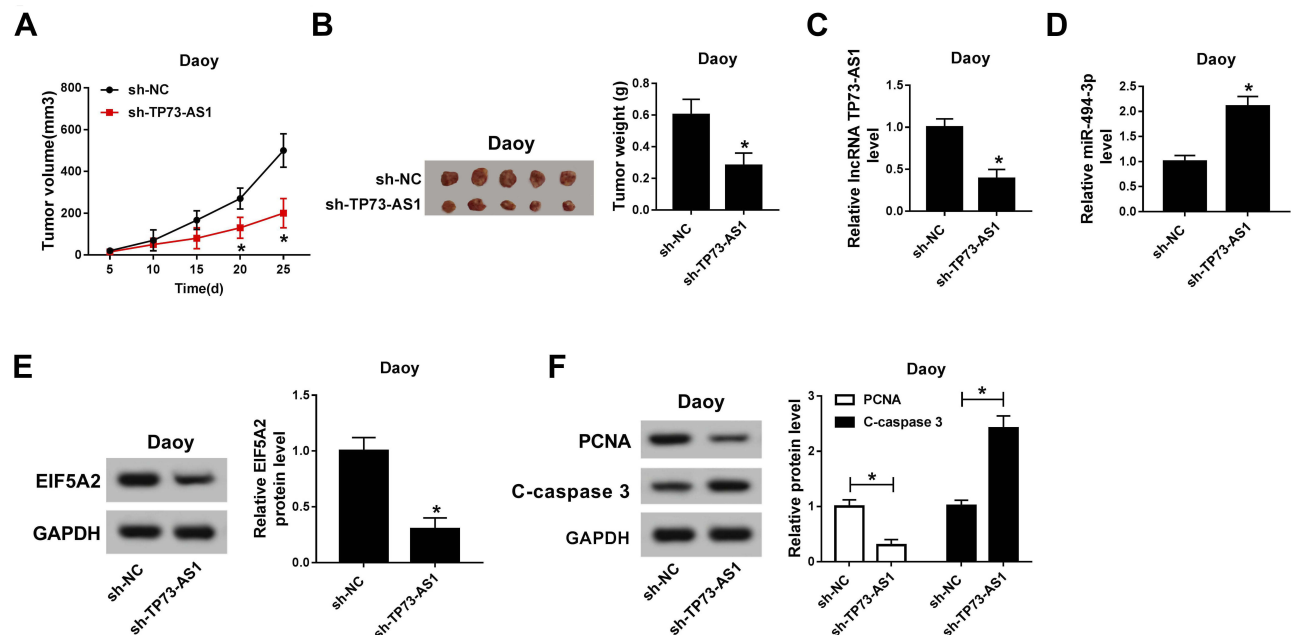 A
Daoy
sh-NC
sh-TP73-AS1
Tumor volume(mm3)
800
600
400
200
0
5 10 15 20 25
* *
Time(d)
B
Daoy
sh-NC
sh-TP73-AS1
Daoy
Tumor weight (g)
0.8
0.6
0.4
0.2
0.0
*
sh-NC
sh-TP73-AS1
C
Daoy
Relative lncRNA TP73-AS1
level
1.5
1.0
0.5
0.0
*
sh-NC
sh-TP73-AS1
D
Daoy
Relative miR-494-3p
level
2.5
2.0
1.5
1.0
0.5
0.0
*
sh-NC
sh-TP73-AS1
E
Daoy
EIF5A2
GAPDH
sh-NC
sh-TP73-AS1
Daoy
Relative EIF5A2
protein level
1.5
1.0
0.5
0.0
*
sh-NC
sh-TP73-AS1
F
Daoy
PCNA
C-caspase 3
GAPDH
sh-NC
sh-TP73-AS1
Daoy
PCNA
C-caspase 3
Relative protein level
3
2
1
0
*
*
sh-NC
sh-TP73-AS1
sh-NC
sh-TP73-AS1